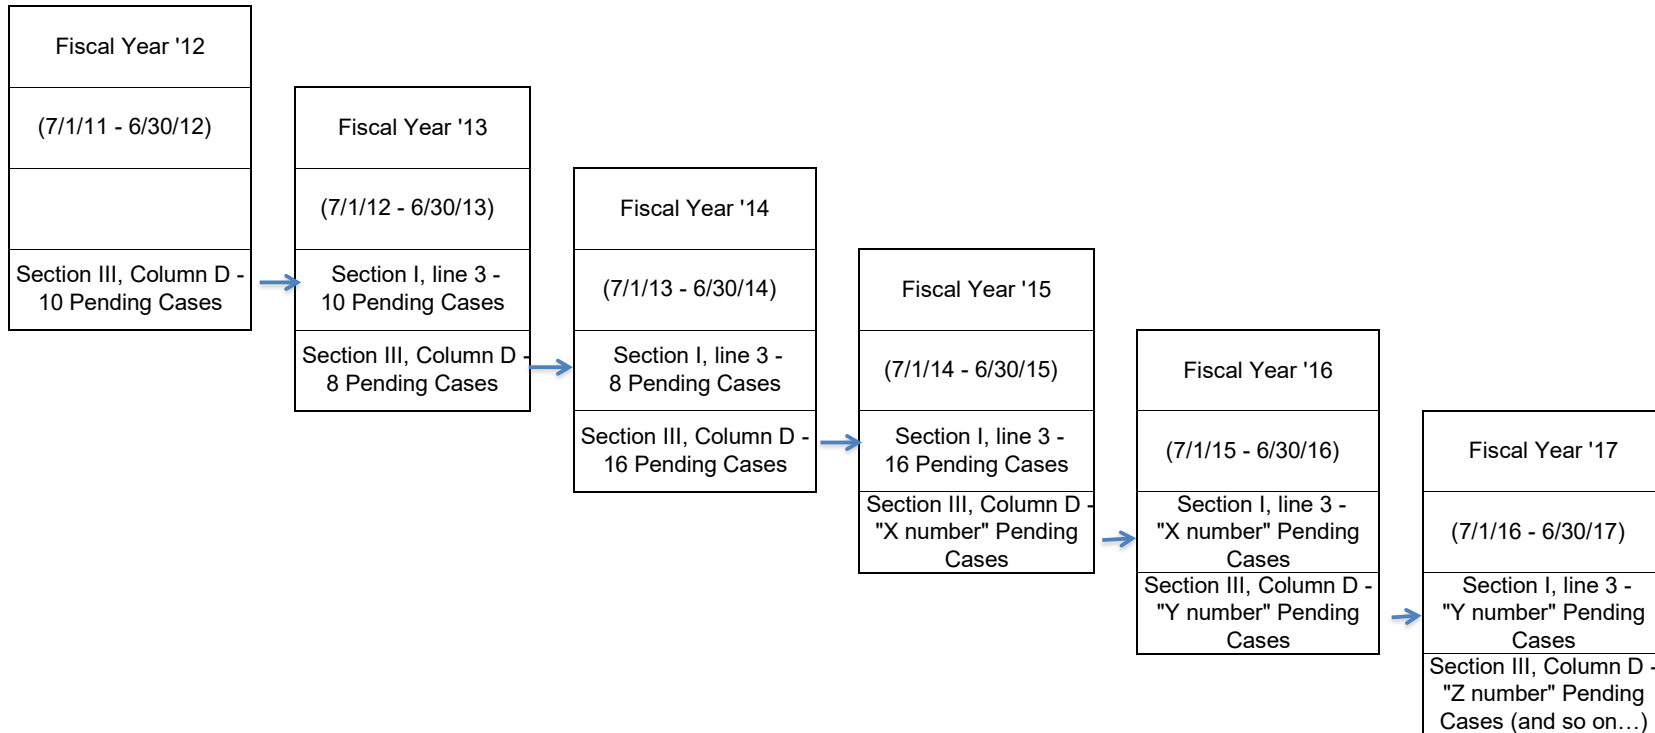 Fiscal Year '12
(7/1/11 - 6/30/12)
Section III, Column D -
10 Pending Cases
Fiscal Year '13
(7/1/12 - 6/30/13)
Section I, line 3 -
10 Pending Cases
Section III, Column D -
8 Pending Cases
Fiscal Year '14
(7/1/13 - 6/30/14)
Section I, line 3 -
8 Pending Cases
Section III, Column D -
16 Pending Cases
Fiscal Year '15
(7/1/14 - 6/30/15)
Section I, line 3 -
16 Pending Cases
Section III, Column D -
"X number" Pending
Cases
Fiscal Year '16
(7/1/15 - 6/30/16)
Section I, line 3 -
"X number" Pending
Cases
Section III, Column D -
"Y number" Pending
Cases
Fiscal Year '17
(7/1/16 - 6/30/17)
Section I, line 3 -
"Y number" Pending
Cases
Section III, Column D -
"Z number" Pending
Cases (and so on…)